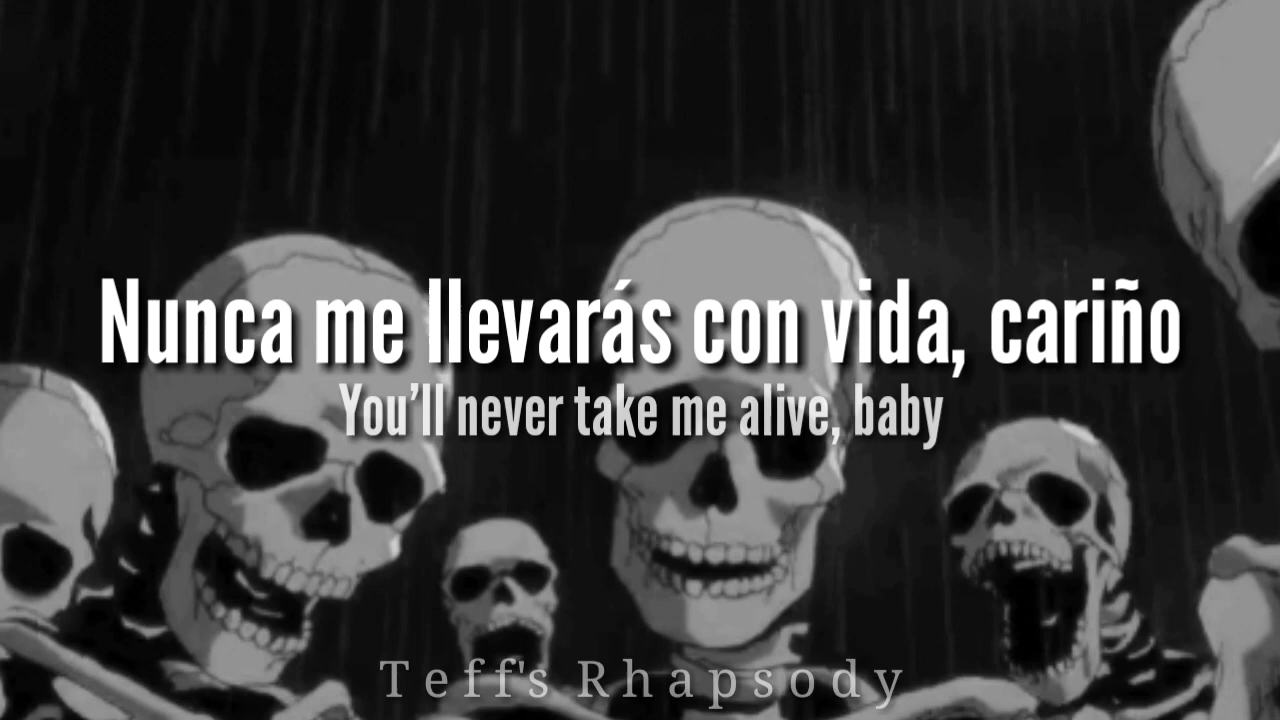 Nunca me llevarás con vida, cariño
You’ll never take me alive, baby
Teff's Rhapsody